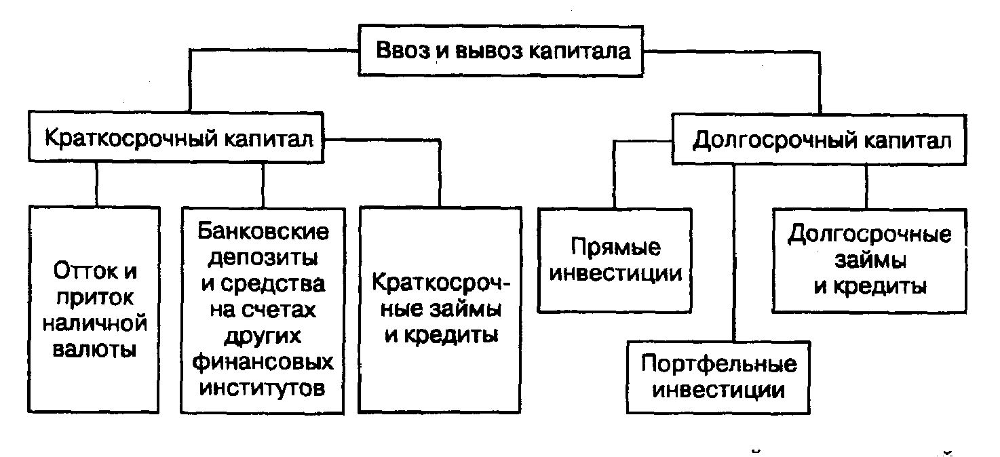 Ввоз и вывоз капитала
Краткосрочный капитал
Долгосрочный капитал
Отток и
приток
наличной
валюты
Банковские
депозиты
и средства
на счетах
других
финансовых
институтов
Краткосроч-
ные займы
и кредиты
Прямые
инвестиции
Портфельные
инвестиции
Долгосрочные
займы
и кредиты